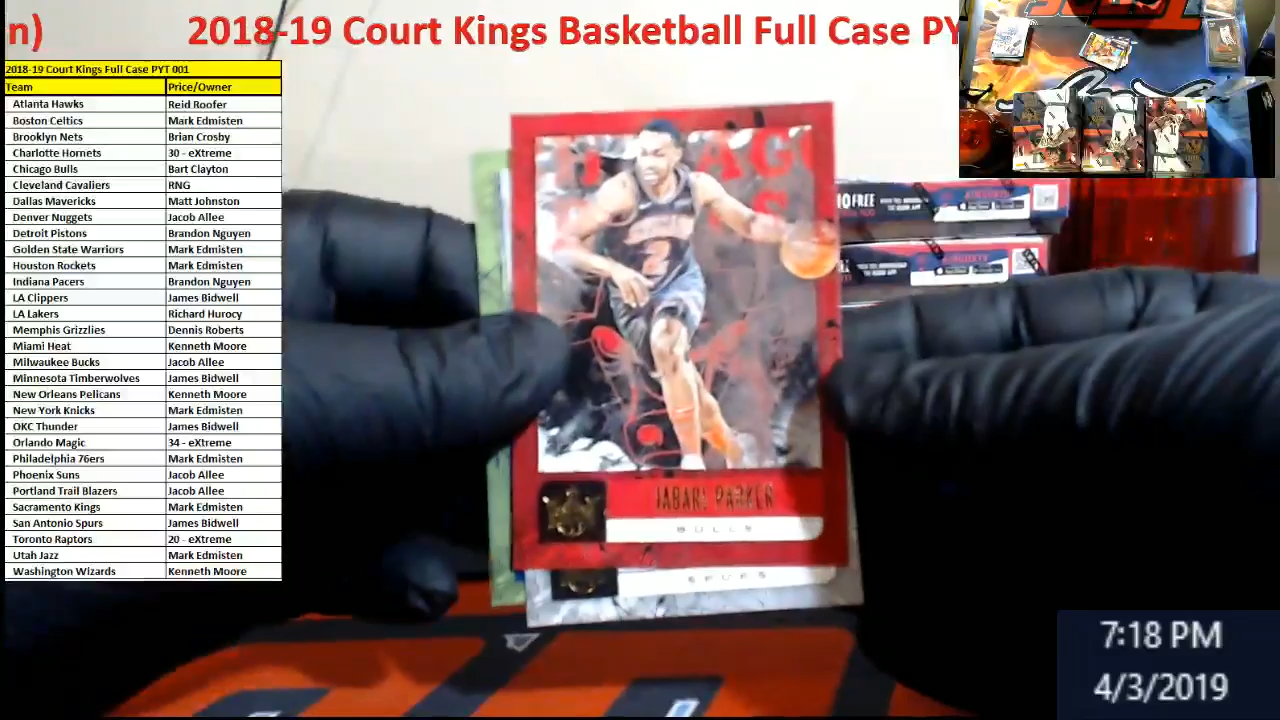 n) 2018-19 Court Kings Basketball Full Case PY
2018-19 Court Kings Full Case PYT 001
Team Price/Owner
Atlanta Hawks Reid Roofer
Boston Celtics Mark Edmisten
Brooklyn Nets Brian Crosby
Charlotte Hornets 30 - eXtreme
Chicago Bulls Bart Clayton
Cleveland Cavaliers RNG
Dallas Mavericks Matt Johnston
Denver Nuggets Jacob Allee
Detroit Pistons Brandon Nguyen
Golden State Warriors Mark Edmisten
Houston Rockets Mark Edmisten
Indiana Pacers Brandon Nguyen
LA Clippers James Bidwell
LA Lakers Richard Hurocy
Memphis Grizzlies Dennis Roberts
Miami Heat Kenneth Moore
Milwaukee Bucks Jacob Allee
Minnesota Timberwolves James Bidwell
New Orleans Pelicans Kenneth Moore
New York Knicks Mark Edmisten
OKC Thunder James Bidwell
Orlando Magic 34 - eXtreme
Philadelphia 76ers Mark Edmisten
Phoenix Suns Jacob Allee
Portland Trail Blazers Jacob Allee
Sacramento Kings Mark Edmisten
San Antonio Spurs James Bidwell
Toronto Raptors 20 - eXtreme
Utah Jazz Mark Edmisten
Washington Wizards Kenneth Moore
JABARI PARKER
BULLS
SPURS
7:18 PM
4/3/2019